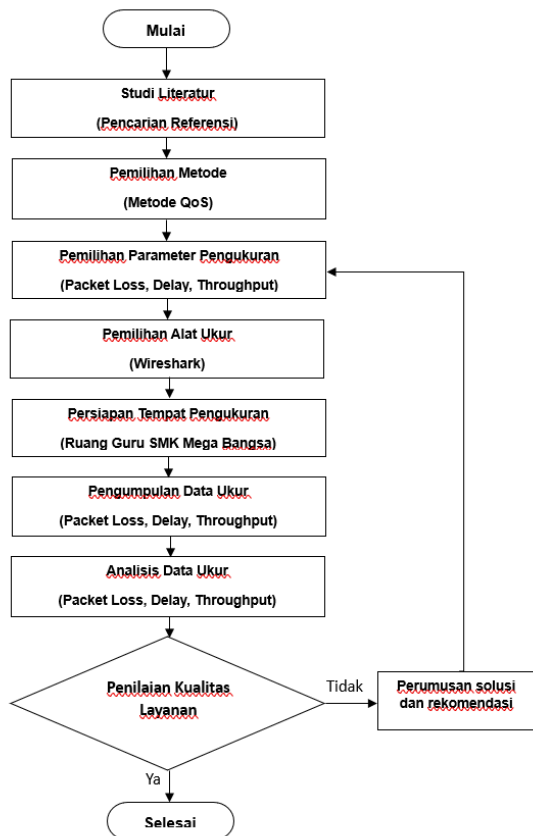 Mulai
Studi Literatur
(Pencarian Referensi)
Pemilihan Metode
(Metode QoS)
Pemilihan Parameter Pengukuran
(Packet Loss, Delay, Throughput)
Pemilihan Alat Ukur
(Wireshark)
Persiapan Tempat Pengukuran
(Ruang Guru SMK Mega Bangsa)
Pengumpulan Data Ukur
(Packet Loss, Delay, Throughput)
Analisis Data Ukur
(Packet Loss, Delay, Throughput)
Penilaian Kualitas
Layanan
Tidak
Perumusan solusi
dan rekomendasi
Ya
Selesai